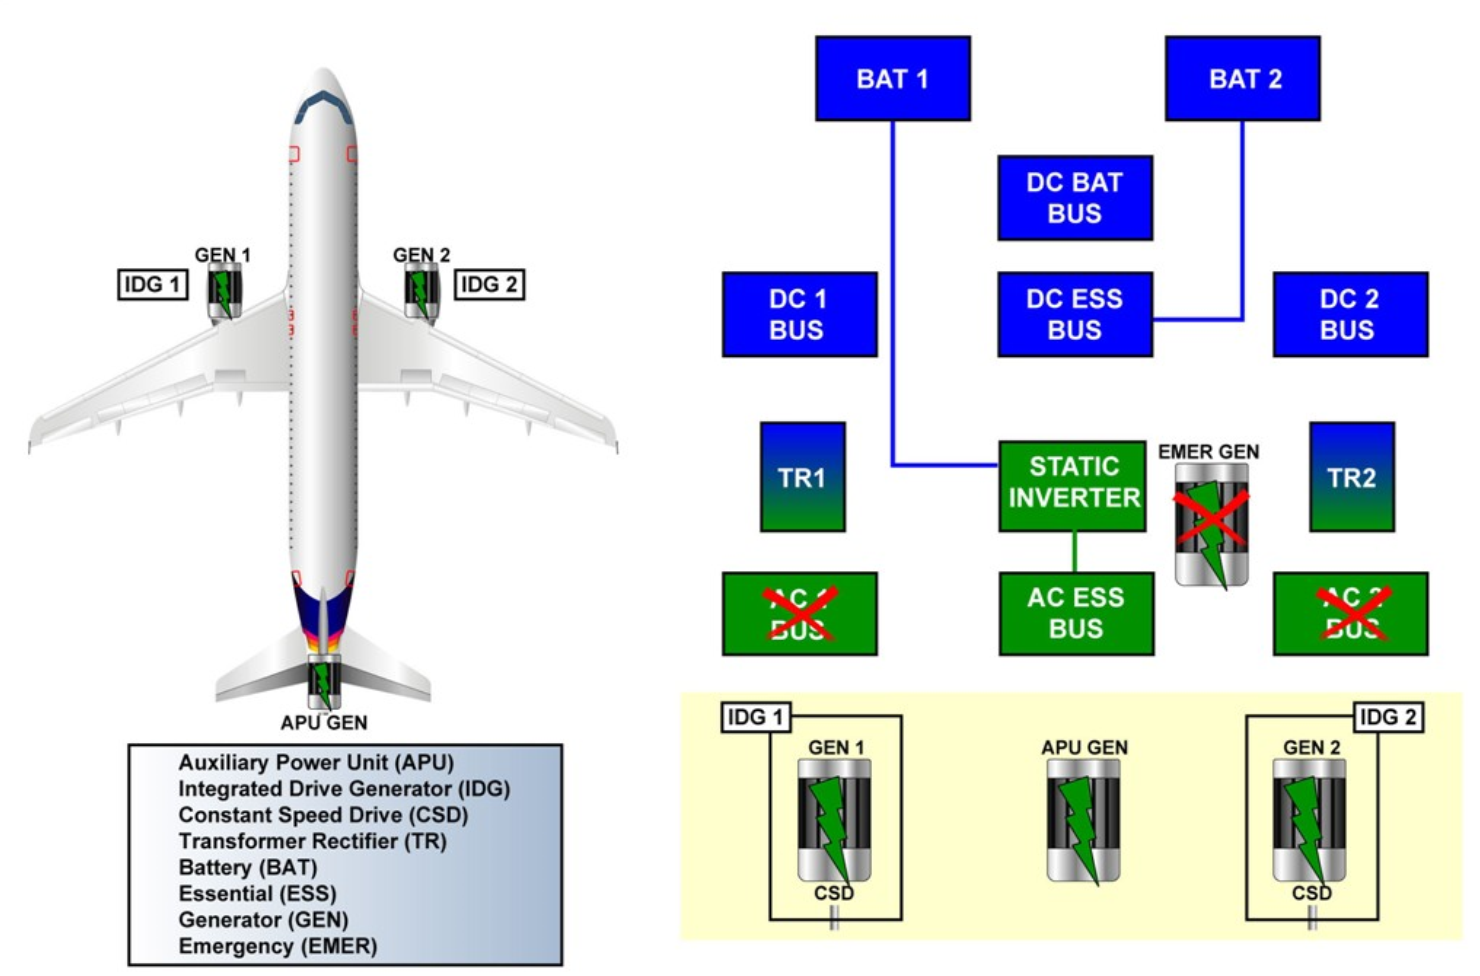 GEN 1
GEN 2
IDG 1
IDG 2
APU GEN
Auxiliary Power Unit (APU)
Integrated Drive Generator (IDG)
Constant Speed Drive (CSD)
Transformer Rectifier (TR)
Battery (BAT)
Essential (ESS)
Generator (GEN)
Emergency (EMER)
BAT 1
BAT 2
DC BAT
BUS
DC 1
BUS
DC ESS
BUS
DC 2
BUS
TR1
STATIC
INVERTER
EMER GEN
TR2
AC 1
BUS
AC ESS
BUS
AC 2
BUS
IDG 1
IDG 2
GEN 1
APU GEN
GEN 2
CSD
CSD